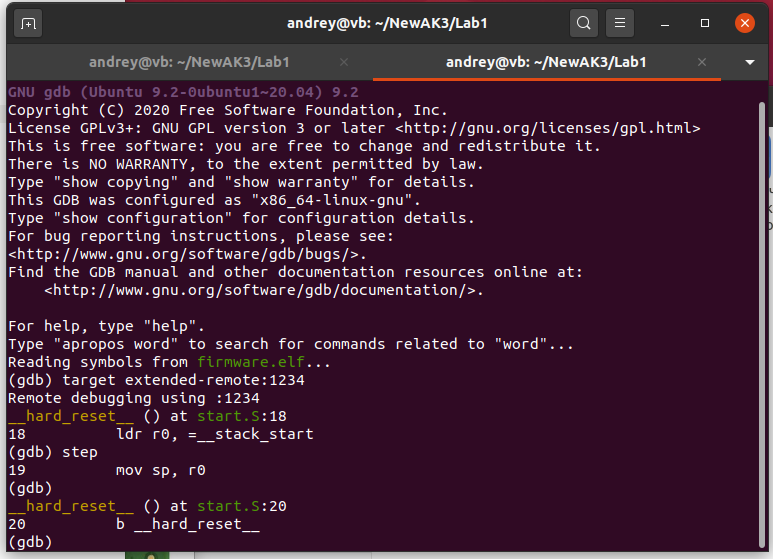 andrey@vb: ~/NewAK3/Lab1
andrey@vb: ~/NewAK3/Lab1
andrey@vb: ~/NewAK3/Lab1
GNU gdb (Ubuntu 9.2-0ubuntu1~20.04) 9.2
Copyright (C) 2020 Free Software Foundation, Inc.
License GPLv3+: GNU GPL version 3 or later <http://gnu.org/licenses/gpl.html>
This is free software: you are free to change and redistribute it.
There is NO WARRANTY, to the extent permitted by law.
Type "show copying" and "show warranty" for details.
This GDB was configured as "x86_64-linux-gnu".
Type "show configuration" for configuration details.
For bug reporting instructions, please see:
<http://www.gnu.org/software/gdb/bugs/>.
Find the GDB manual and other documentation resources online at:
    <http://www.gnu.org/software/gdb/documentation/>.
For help, type "help".
Type "apropos word" to search for commands related to "word"...
Reading symbols from firmware.elf...
(gdb) target extended-remote:1234
Remote debugging using :1234
__hard_reset__ () at start.S:18
18          ldr r0, =__stack_start
(gdb) step
19          mov sp, r0
(gdb)
__hard_reset__ () at start.S:20
20          b __hard_reset__
(gdb)